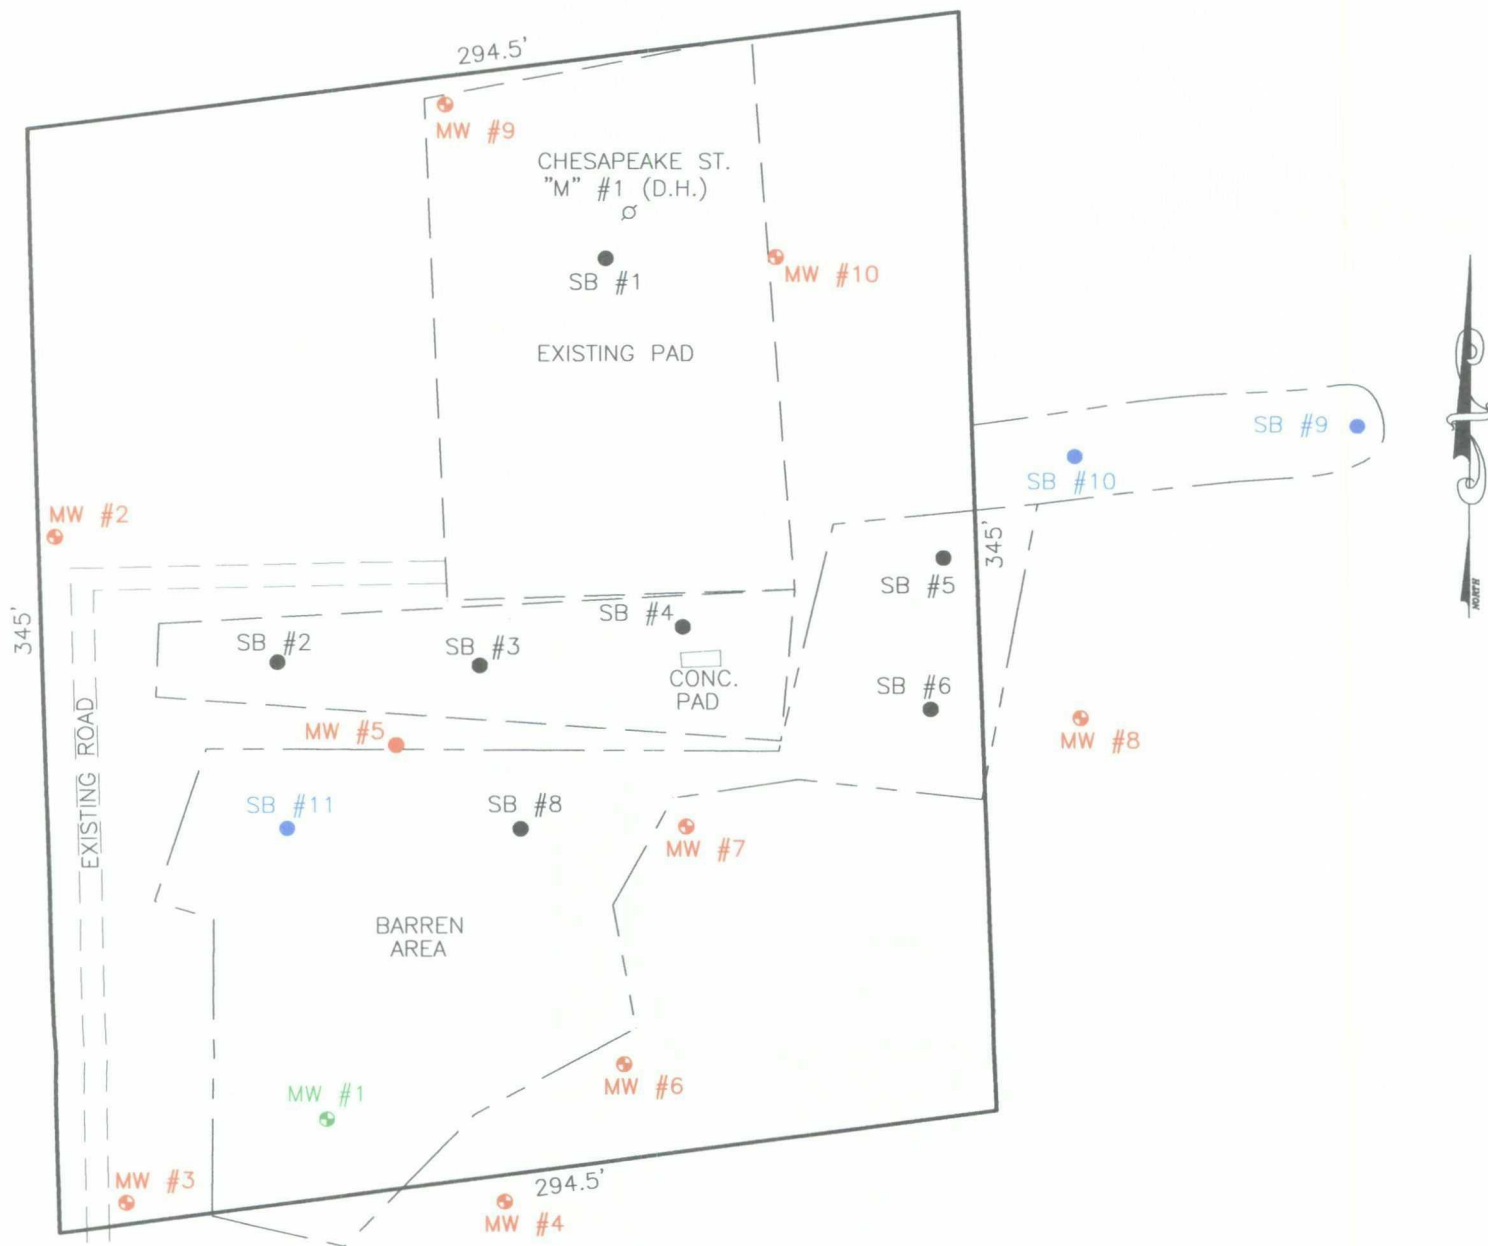 294.5'
MW #9
CHESAPEAKE ST.
"M" #1 (D.H.)
SB #1
MW #10
EXISTING PAD
SB #9
SB #10
MW #2
345'
SB #5
NORTH
345'
SB #4
SB #2
SB #3
CONC.
PAD
SB #6
EXISTING ROAD
MW #5
MW #8
SB #11
SB #8
MW #7
BARREN
AREA
MW #6
MW #1
MW #3
294.5'
MW #4